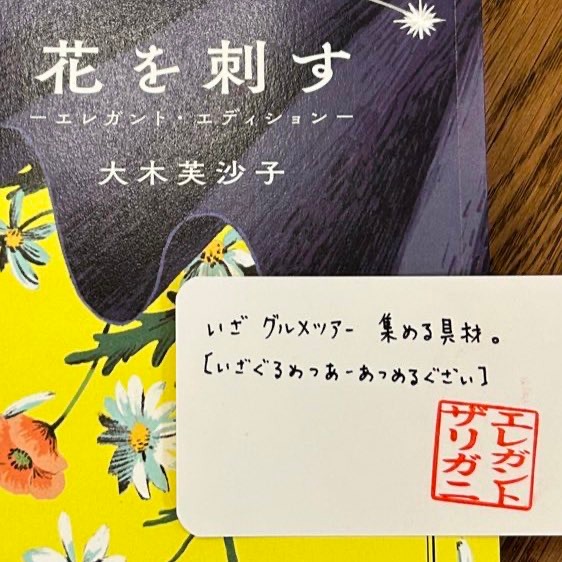 花を刺す
ーエレガント・エディションー
大木芙沙子
いざ グルメツアー 集める具材。
[いざぐるめつあーあつめるぐざい]
エレガント
ザリガニ